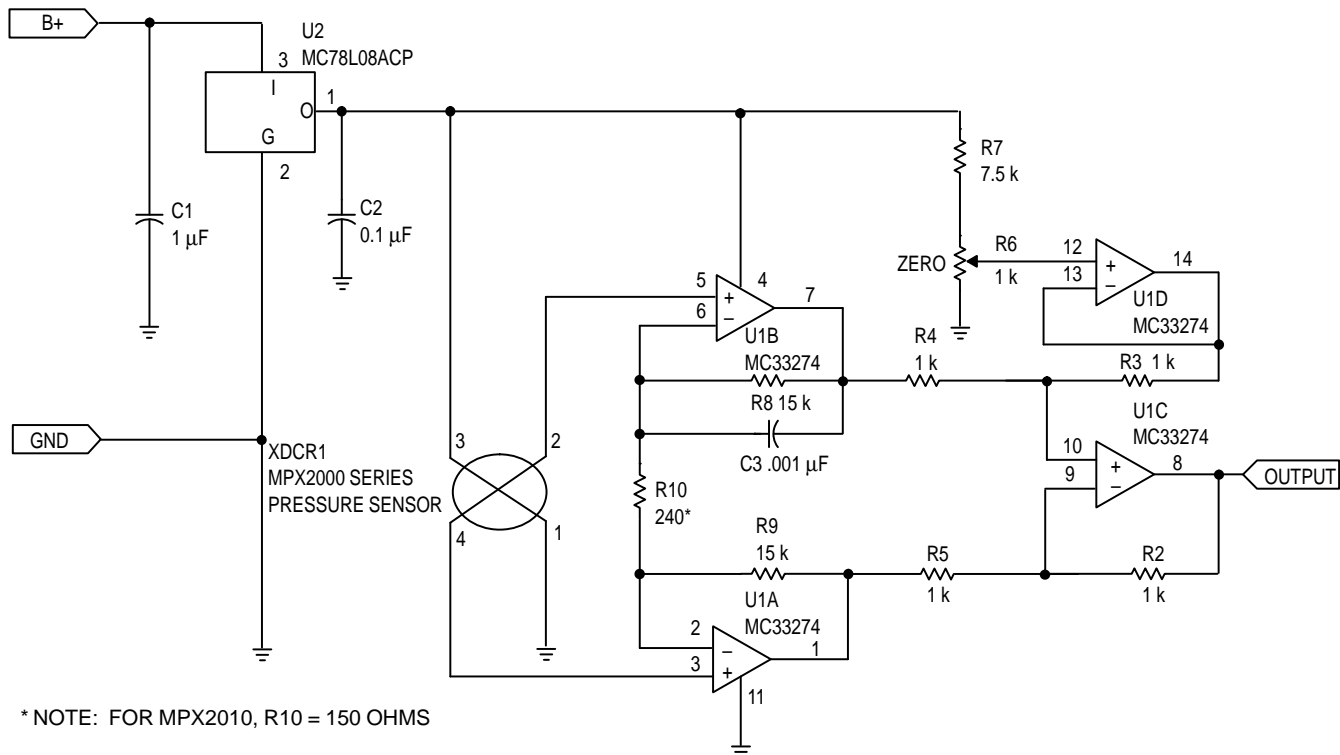 B+
U2
MC78L08ACP
3
I
O
1
G
2
C1
1 µF
C2
0.1 µF
R7
7.5 k
ZERO
R6
1 k
12
13
+
–
14
U1D
MC33274
5
6
+
–
4
7
U1B
MC33274
R8 15 k
C3 .001 µF
R4
1 k
R3 1 k
U1C
MC33274
10
9
+
–
8
OUTPUT
GND
XDCR1
MPX2000 SERIES
PRESSURE SENSOR
3
2
4
1
R10
240*
R9
15 k
R5
1 k
R2
1 k
U1A
MC33274
2
3
–
+
1
11
* NOTE: FOR MPX2010, R10 = 150 OHMS